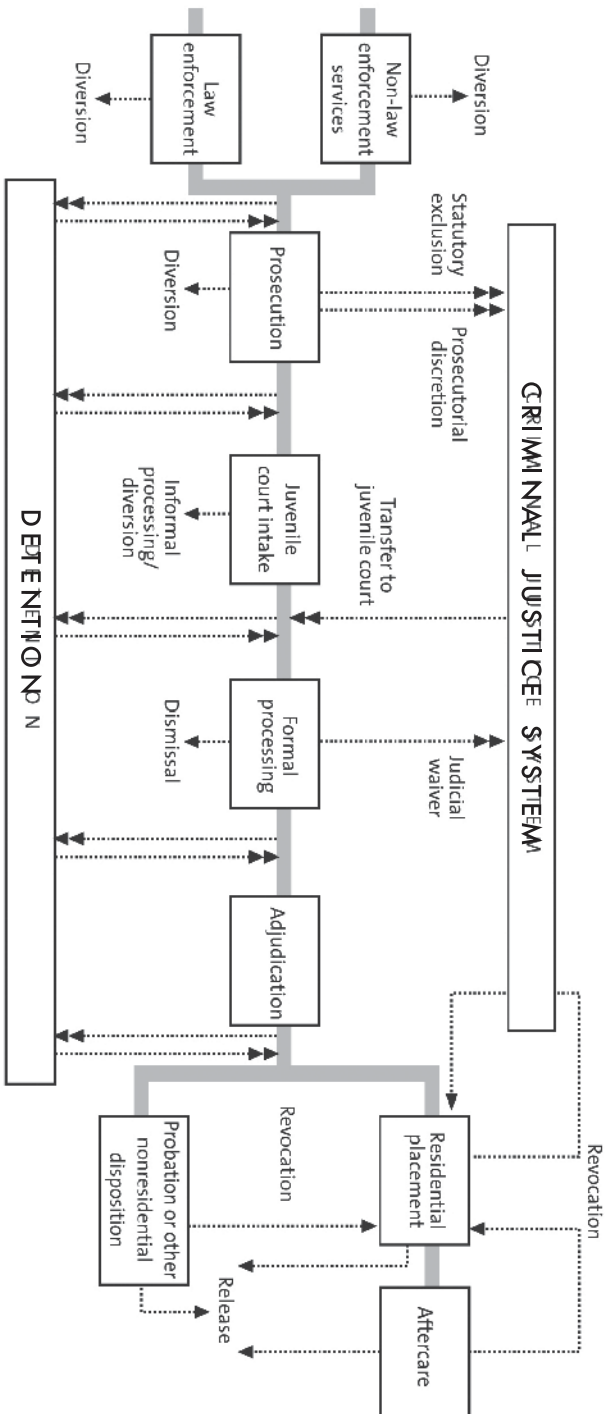 Diversion
Non-law
enforcement
services
Law
enforcement
Diversion
Statutory
exclusion
Prosecutorial
discretion
Prosecution
Diversion
CRIMINAL JUSTICE SYSTEM
Transfer to
juvenile court
Juvenile
court intake
Informal
processing/
diversion
Judicial
waiver
Formal
processing
Dismissal
Adjudication
DETENTION
Revocation
Residential
placement
Revocation
Probation or other
nonresidential
disposition
Release
Aftercare